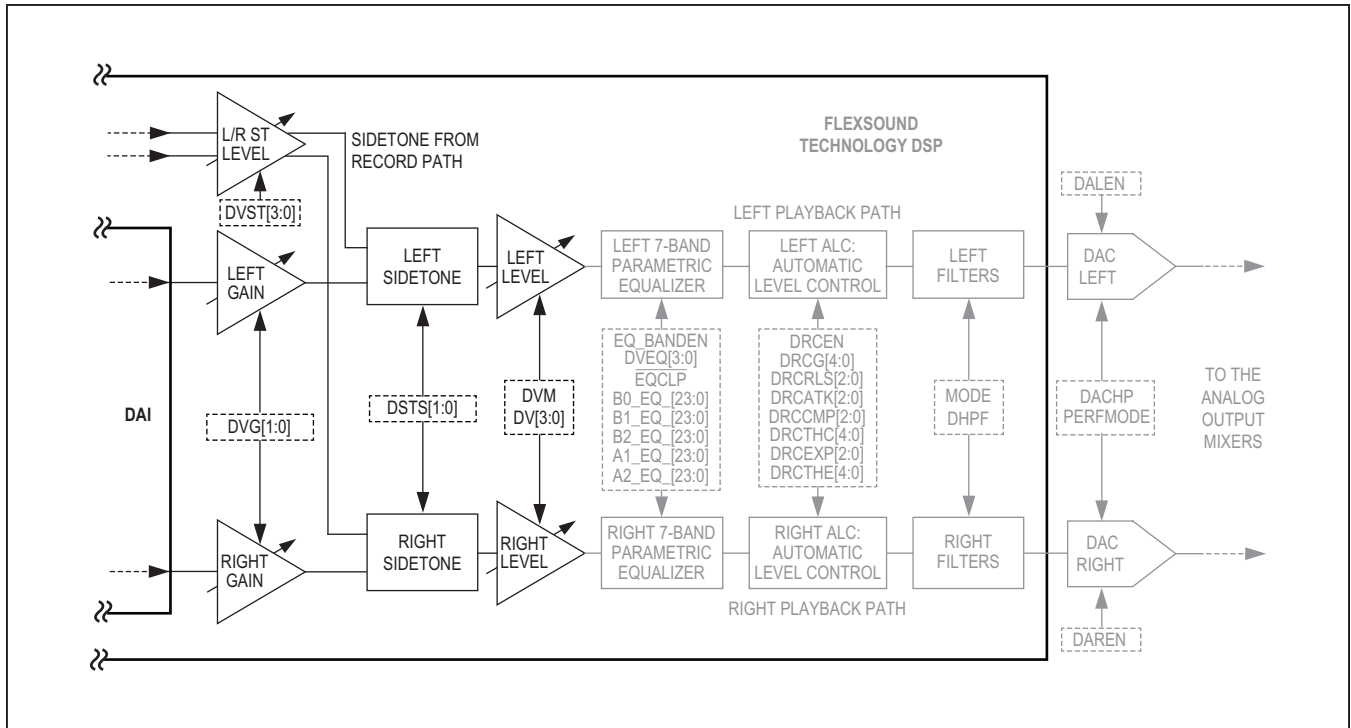 L/R ST
LEVEL
SIDETONE FROM
RECORD PATH
FLEXSOUND
TECHNOLOGY DSP
DVST[3:0]
DALEN
LEFT PLAYBACK PATH
LEFT
GAIN
LEFT
SIDETONE
LEFT
LEVEL
LEFT 7-BAND
PARAMETRIC
EQUALIZER
LEFT ALC:
AUTOMATIC
LEVEL CONTROL
LEFT
FILTERS
DAC
LEFT
DAI
DVG[1:0]
DSTS[1:0]
DVM
DV[3:0]
EQ_BANDEN
DVEQ[3:0]
EQCLP
B0_EQ_[23:0]
B1_EQ_[23:0]
B2_EQ_[23:0]
A1_EQ_[23:0]
A2_EQ_[23:0]
DRCEN
DRCG[4:0]
DRCRLS[2:0]
DRCATK[2:0]
DRCCMP[2:0]
DRCTHC[4:0]
DRCEXP[2:0]
DRCTHE[4:0]
MODE
DHPF
DACHP
PERFMODE
TO THE
ANALOG
OUTPUT
MIXERS
RIGHT
GAIN
RIGHT
SIDETONE
RIGHT
LEVEL
RIGHT 7-BAND
PARAMETRIC
EQUALIZER
RIGHT ALC:
AUTOMATIC
LEVEL CONTROL
RIGHT
FILTERS
DAC
RIGHT
RIGHT PLAYBACK PATH
DAREN